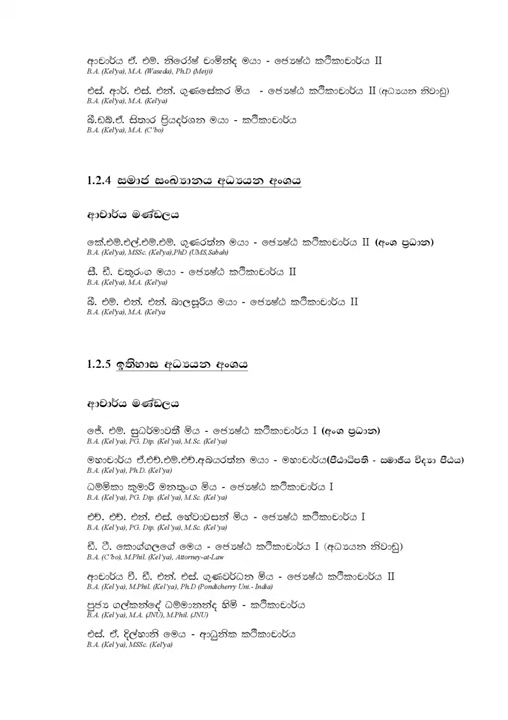 ආචාර්ය ඒ. එම්. නිරෝෂ් චාමින්ද මයා - ජ්‍යෙෂ්ඨ කථිකාචාර්ය II
B.A. (Kel'ya), M.A. (Waseda), Ph.D (Meiji)
එස්. ආර්. එස්. එන්. ගුණසේකර මිය - ජ්‍යෙෂ්ඨ කථිකාචාර්ය II (අධ්‍යයන නිවාඩු)
B.A. (Kel'ya), M.A. (Kel'ya)
බී.ඩබ්.ඒ. සිතාර ප්‍රියදර්ශන මයා - කථිකාචාර්ය
B.A. (Kel'ya), M.A. (C'bo)
1.2.4 සමාජ සංඛ්‍යානය අධ්‍යයන අංශය
ආචාර්ය මණ්ඩලය
කේ.එම්.එල්.එම්.එම්. ගුණරත්න මයා - ජ්‍යෙෂ්ඨ කථිකාචාර්ය II (අංශ ප්‍රධාන)
B.A. (Kel'ya), MSSc. (Kel'ya),PhD (UMS,Sabah)
සී. ඩී. චතුරංග මයා - ජ්‍යෙෂ්ඨ කථිකාචාර්ය II
B.A. (Kel'ya), M.A. (Kel'ya)
බී. එම්. එන්. එන්. බාලසූරිය මයා - ජ්‍යෙෂ්ඨ කථිකාචාර්ය II
B.A. (Kel'ya), M.A. (Kel'ya
1.2.5 ඉතිහාස අධ්‍යයන අංශය
ආචාර්ය මණ්ඩලය
ජේ. එම්. සුධර්මාවතී මිය - ජ්‍යෙෂ්ඨ කථිකාචාර්ය I (අංශ ප්‍රධාන)
B.A. (Kel'ya), PG. Dip. (Kel'ya), M.Sc. (Kel'ya)
මහාචාර්ය ඒ.එච්.එම්.එච්.අබයරත්න මයා - මහාචාර්ය(පීඨාධිපති - සමාජීය විද්‍යා පීඨය)
B.A. (Kel'ya), Ph.D. (Kel'ya)
ධම්මිකා කුමාරි මනතුංග මිය - ජ්‍යෙෂ්ඨ කථිකාචාර්ය I
B.A. (Kel'ya), PG. Dip. (Kel'ya), M.Sc. (Kel'ya)
එච්. එච්. එන්. එස්. හේවාවසන් මිය - ජ්‍යෙෂ්ඨ කථිකාචාර්ය I
B.A. (Kel'ya), PG. Dip. (Kel'ya), M.Sc. (Kel'ya)
ඩී. ටී. කොග්ගලගේ මෙය - ජ්‍යෙෂ්ඨ කථිකාචාර්ය I (අධ්‍යයන නිවාඩු)
B.A. (C'bo), M.Phil. (Kel'ya), Attorney-at-Law
ආචාර්ය වී. ඩී. එන්. එස්. ගුණවර්ධන මිය - ජ්‍යෙෂ්ඨ කථිකාචාර්ය II
B.A. (Kel'ya), M.Phil. (Kel'ya), Ph.D (Pondicherry Uni.- India)
පූජ්‍ය ගල්කන්දේ ධම්මානන්ද හිමි - කථිකාචාර්ය
B.A. (Kel'ya), M.A. (JNU), M.Phil. (JNU)
එස්. ඒ. දිල්හානි මෙය - ආධුනික කථිකාචාර්ය
B.A. (Kel'ya), MSSc. (Kel'ya)